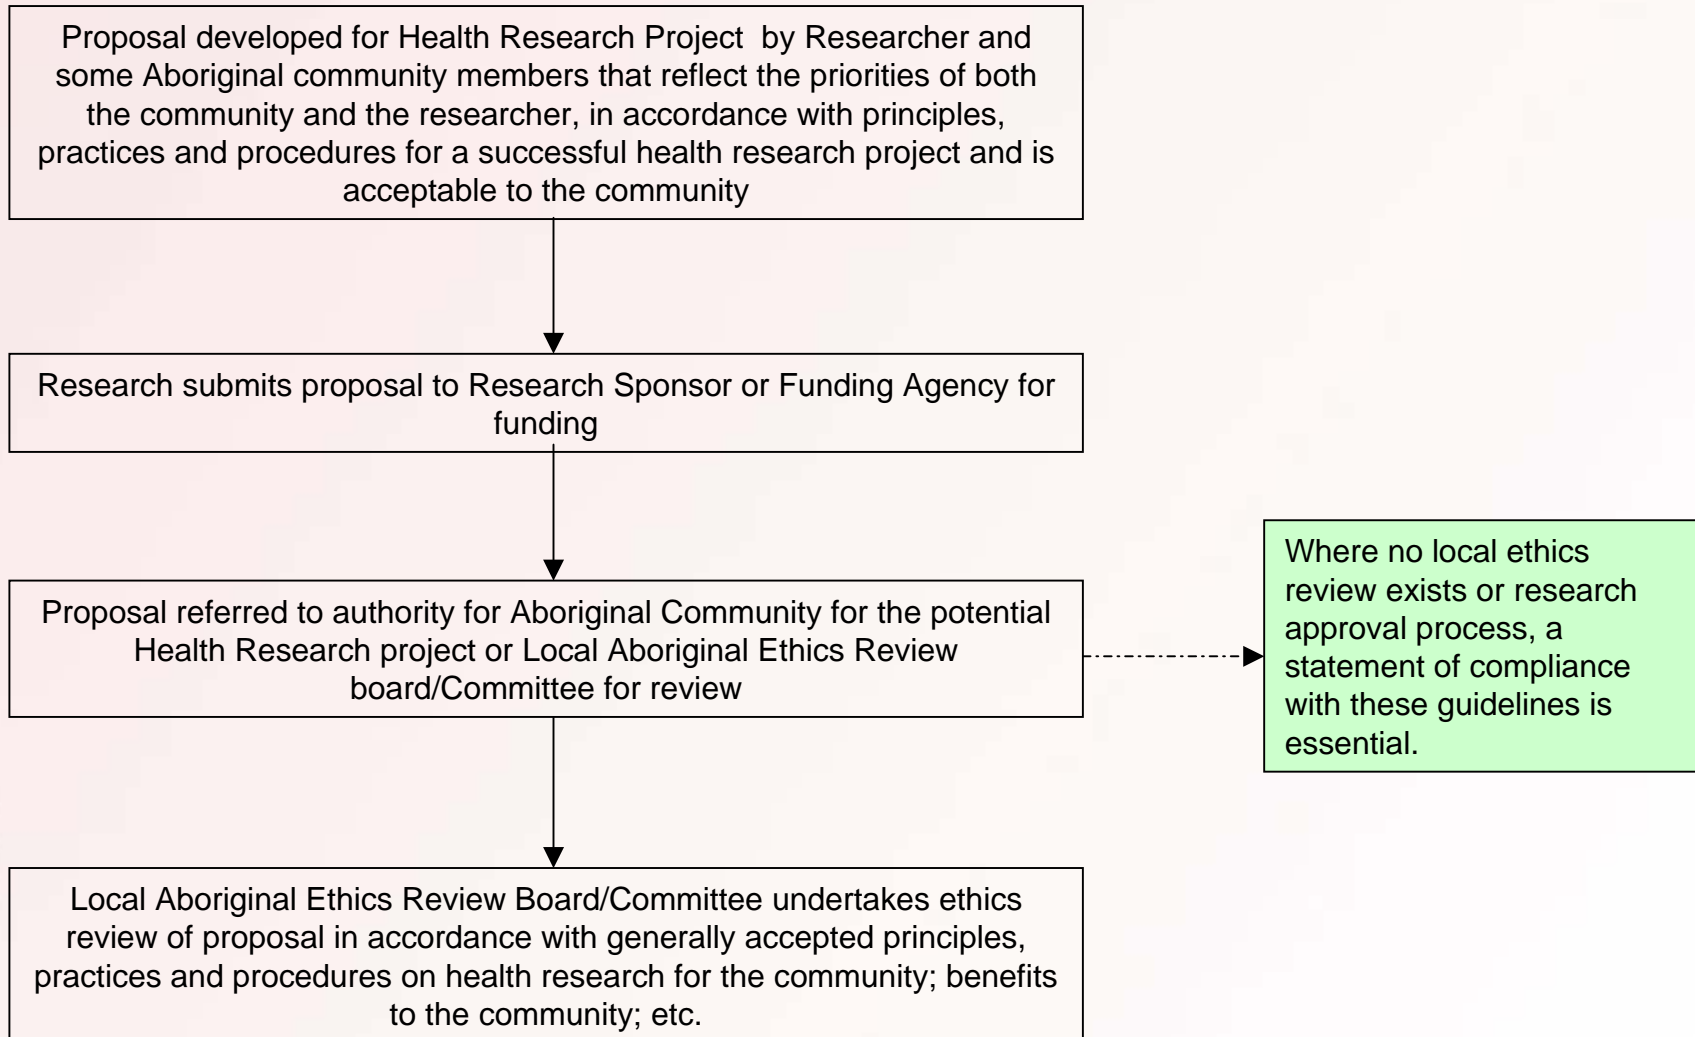 Proposal developed for Health Research Project  by Researcher and
some Aboriginal community members that reflect the priorities of both
the community and the researcher, in accordance with principles,
practices and procedures for a successful health research project and is
acceptable to the community
Research submits proposal to Research Sponsor or Funding Agency for
funding
Proposal referred to authority for Aboriginal Community for the potential
Health Research project or Local Aboriginal Ethics Review
board/Committee for review
Where no local ethics
review exists or research
approval process, a
statement of compliance
with these guidelines is
essential.
Local Aboriginal Ethics Review Board/Committee undertakes ethics
review of proposal in accordance with generally accepted principles,
practices and procedures on health research for the community; benefits
to the community; etc.